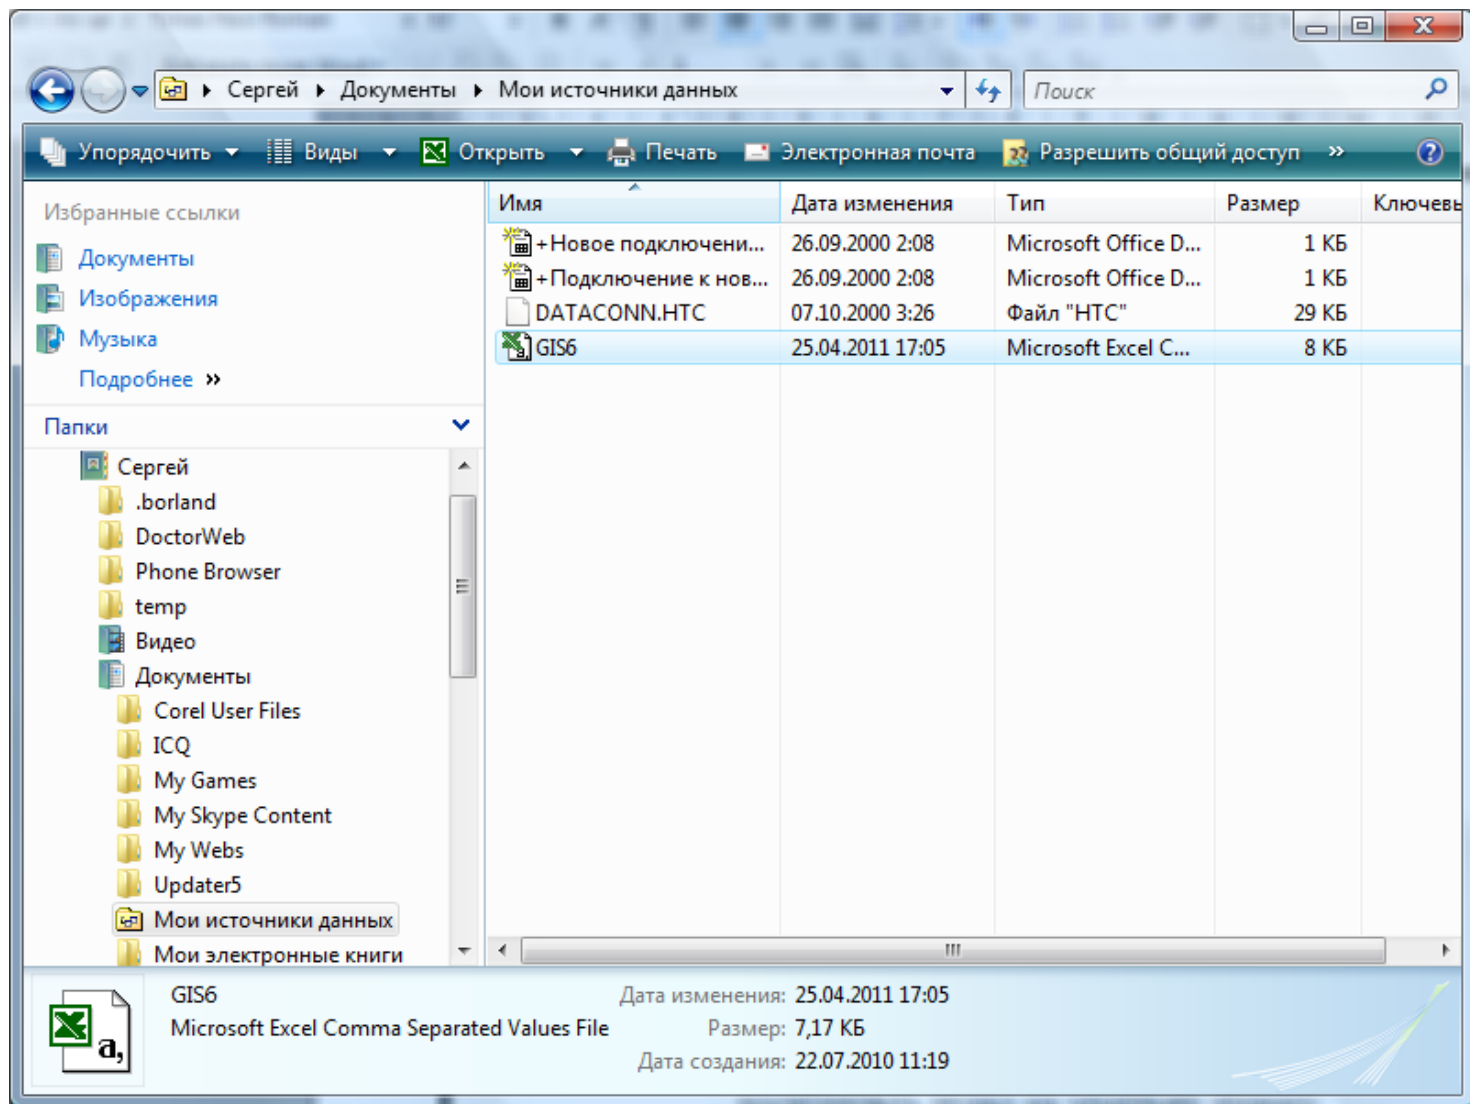 Сергей Документы Мои источники данных Поиск
Упорядочить Виды Открыть Печать Электронная почта Разрешить общий доступ »
Избранные ссылки
Документы
Изображения
Музыка
Подробнее »
Папки
Сергей
.borland
DoctorWeb
Phone Browser
temp
Видео
Документы
Corel User Files
ICQ
My Games
My Skype Content
My Webs
Updater5
Мои источники данных
Мои электронные книги
Имя Дата изменения Тип Размер Ключевы
+Новое подключени... 26.09.2000 2:08 Microsoft Office D... 1 КБ
+Подключение к нов... 26.09.2000 2:08 Microsoft Office D... 1 КБ
DATACONN.HTC 07.10.2000 3:26 Файл "HTC" 29 КБ
GIS6 25.04.2011 17:05 Microsoft Excel C... 8 КБ
GIS6 Дата изменения: 25.04.2011 17:05
Microsoft Excel Comma Separated Values File Размер: 7,17 КБ
Дата создания: 22.07.2010 11:19